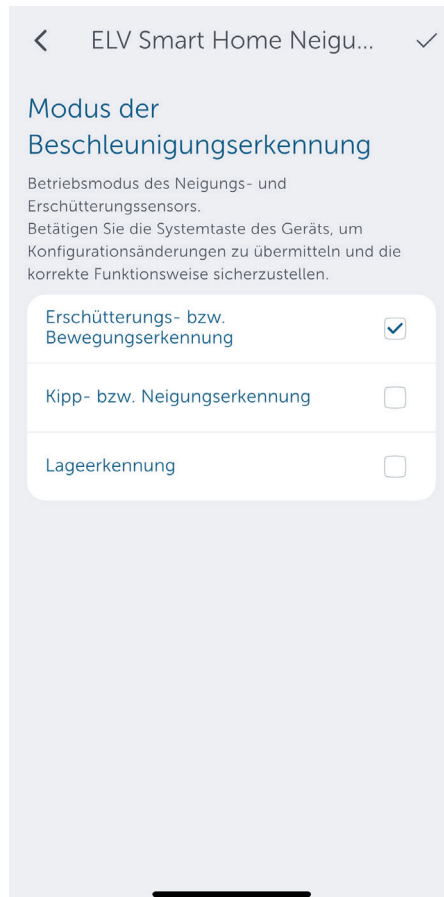 ELV Smart Home Neigu...
Modus der
Beschleunigungserkennung
Betriebsmodus des Neigungs- und
Erschütterungssensors.
Betätigen Sie die Systemtaste des Geräts, um
Konfigurationsänderungen zu übermitteln und die
korrekte Funktionsweise sicherzustellen.
Erschütterungs- bzw.
Bewegungserkennung
Kipp- bzw. Neigungserkennung
Lageerkennung